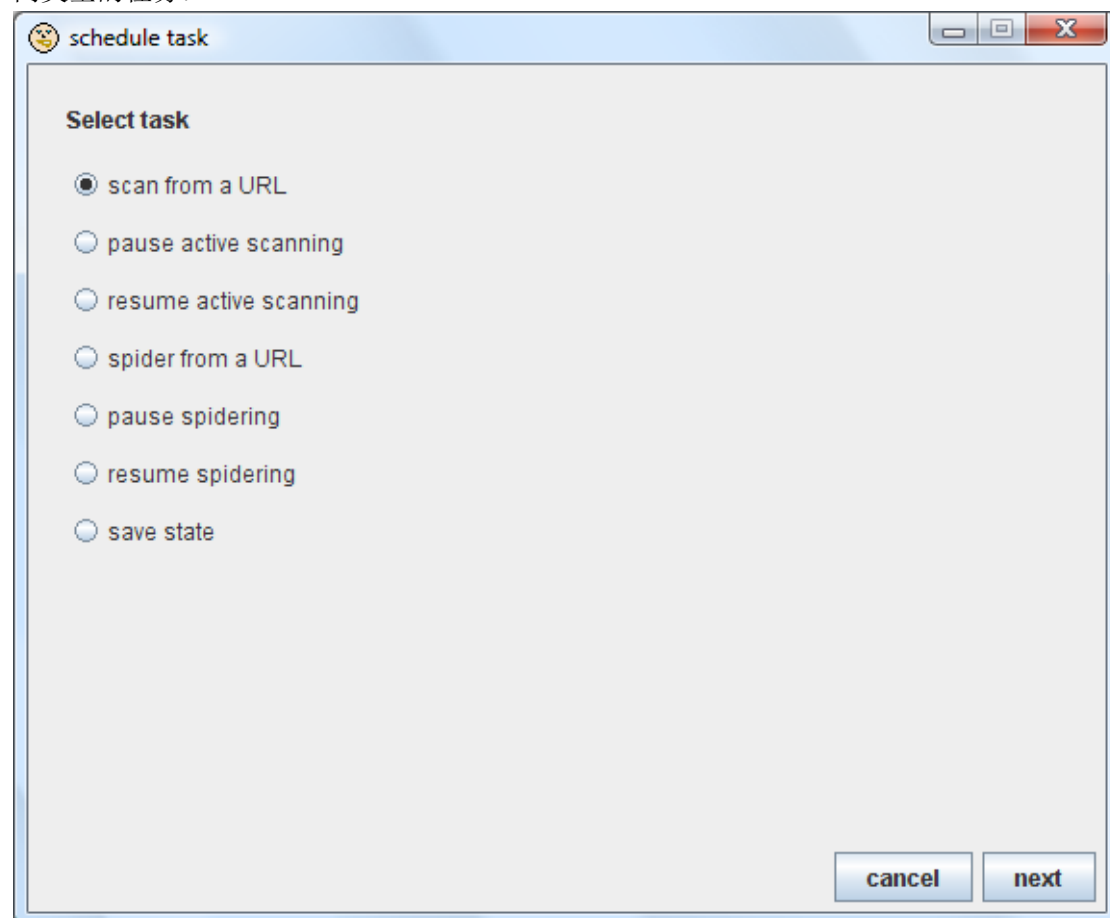 schedule task
Select task
scan from a URL
pause active scanning
resume active scanning
spider from a URL
pause spidering
resume spidering
save state
cancel next